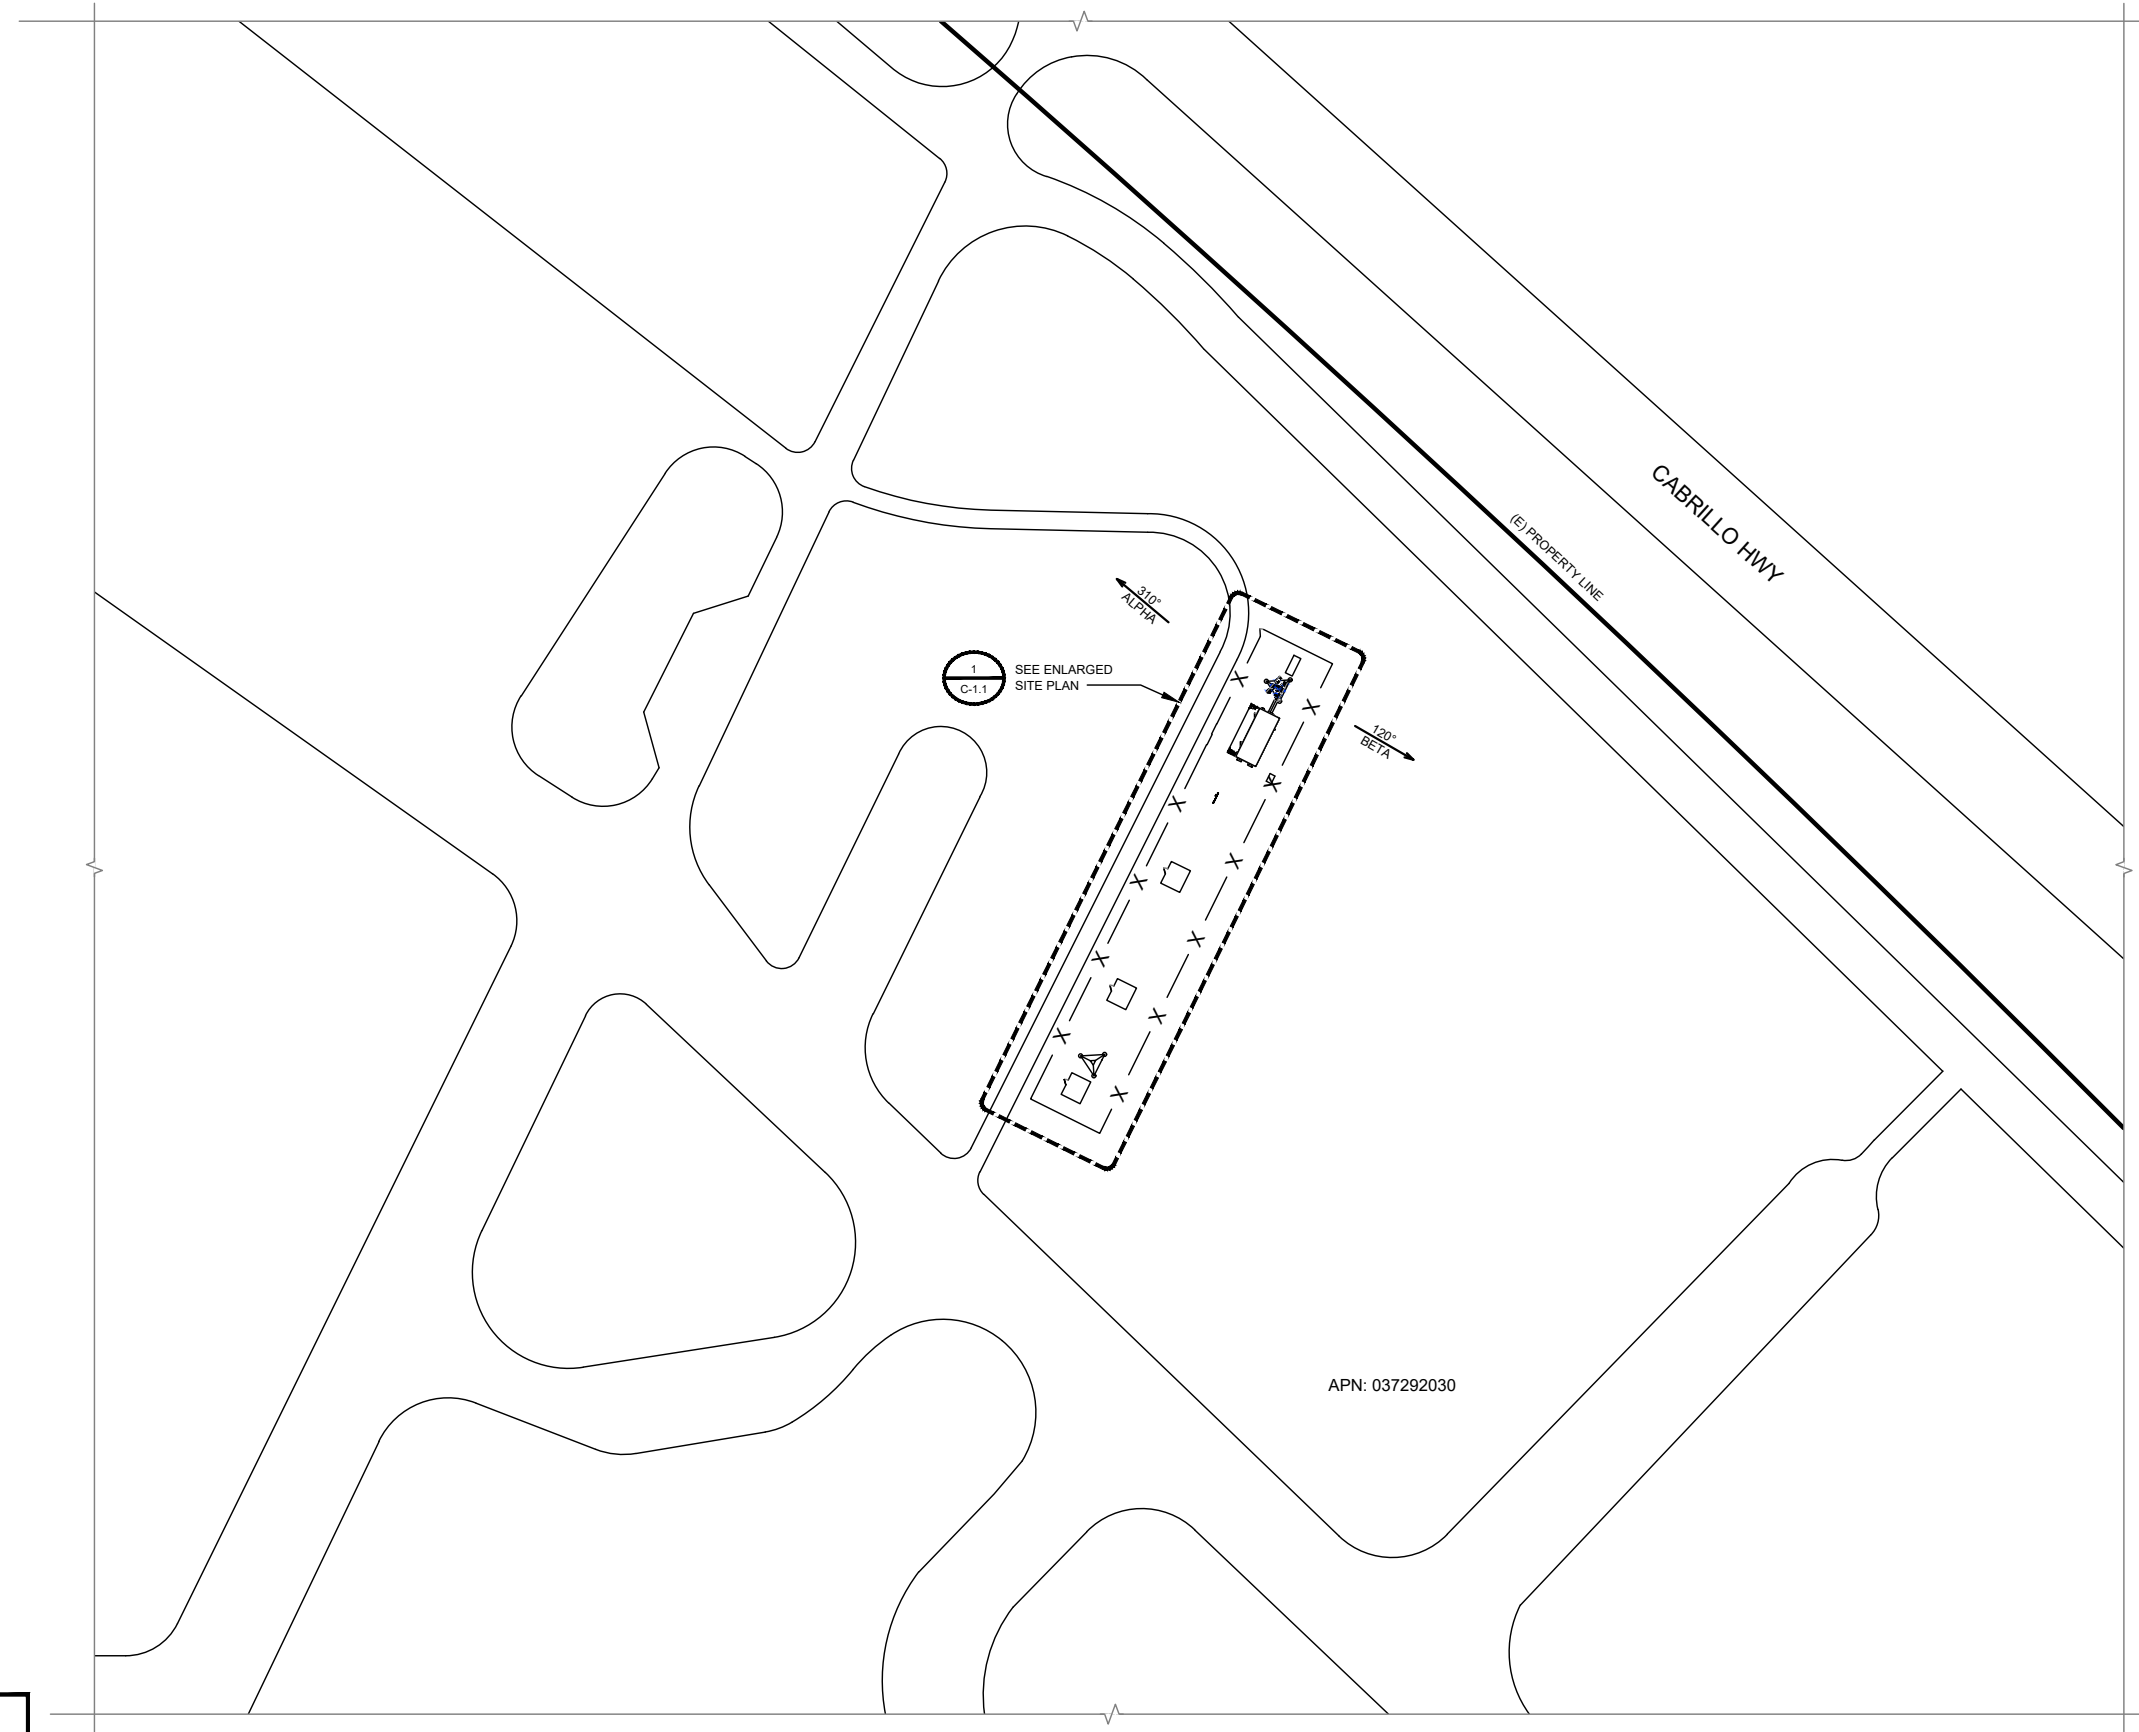 CABRILLO HWY
(E) PROPERTY LINE
310°
ALPHA
1
C-1.1
SEE ENLARGED
SITE PLAN
120°
BETA
APN: 037292030